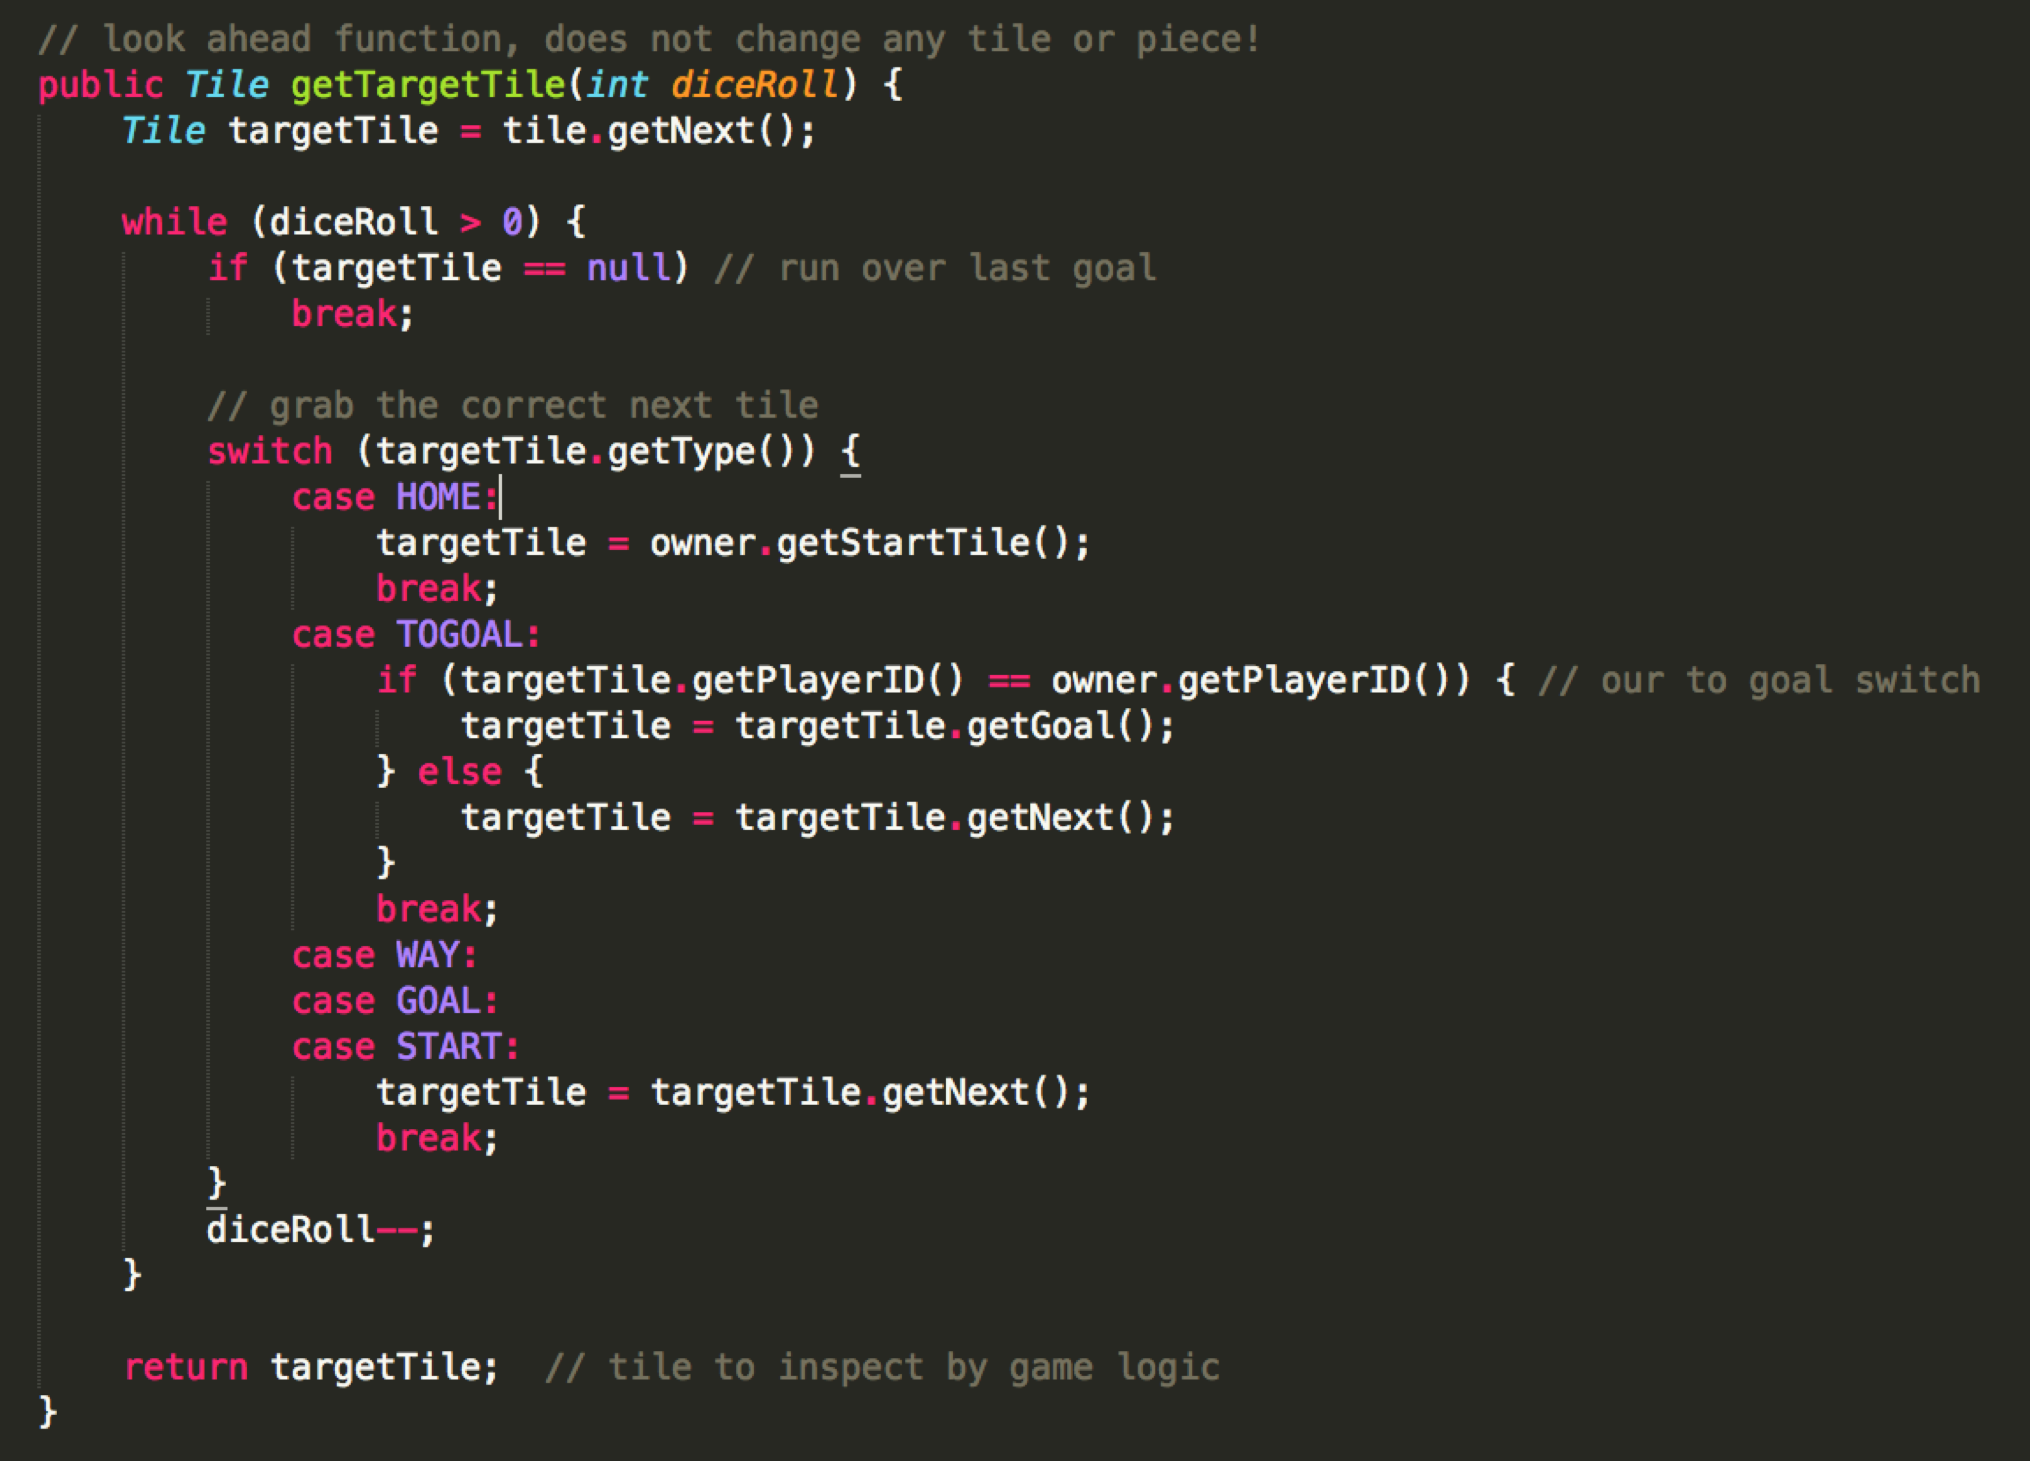 // look ahead function, does not change any tile or piece!
public Tile getTargetTile(int diceRoll) {
    Tile targetTile = tile.getNext();

    while (diceRoll > 0) {
        if (targetTile == null) // run over last goal
            break;

        // grab the correct next tile
        switch (targetTile.getType()) {
            case HOME:
                targetTile = owner.getStartTile();
                break;
            case TOGOAL:
                if (targetTile.getPlayerID() == owner.getPlayerID()) { // our to goal switch
                    targetTile = targetTile.getGoal();
                } else {
                    targetTile = targetTile.getNext();
                }
                break;
            case WAY:
            case GOAL:
            case START:
                targetTile = targetTile.getNext();
                break;
        }
        diceRoll--;
    }

    return targetTile;  // tile to inspect by game logic
}